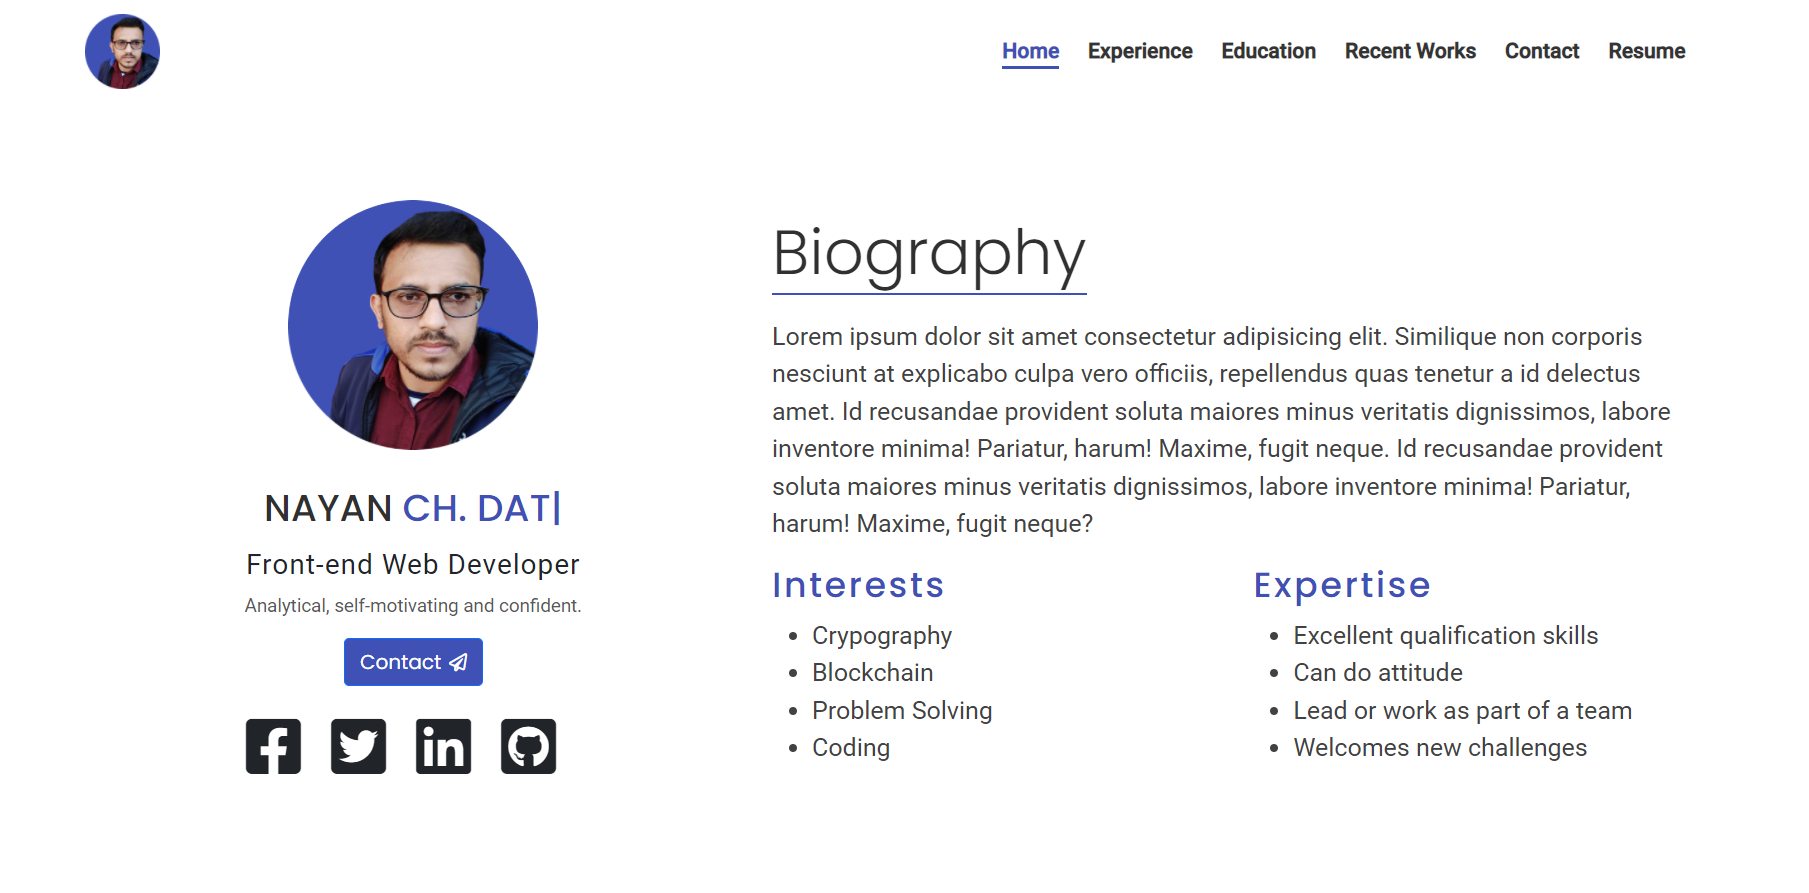 Home Experience Education Recent Works Contact Resume
Biography
Lorem ipsum dolor sit amet consectetur adipisicing elit. Similique non corporis
nesciunt at explicabo culpa vero officiis, repellendus quas tenetur a id delectus
amet. Id recusandae provident soluta maiores minus veritatis dignissimos, labore
inventore minima! Pariatur, harum! Maxime, fugit neque. Id recusandae provident
soluta maiores minus veritatis dignissimos, labore inventore minima! Pariatur,
harum! Maxime, fugit neque?
NAYAN CH. DAT|
Front-end Web Developer
Analytical, self-motivating and confident.
Contact
Interests
Crypography
Blockchain
Problem Solving
Coding
Expertise
Excellent qualification skills
Can do attitude
Lead or work as part of a team
Welcomes new challenges